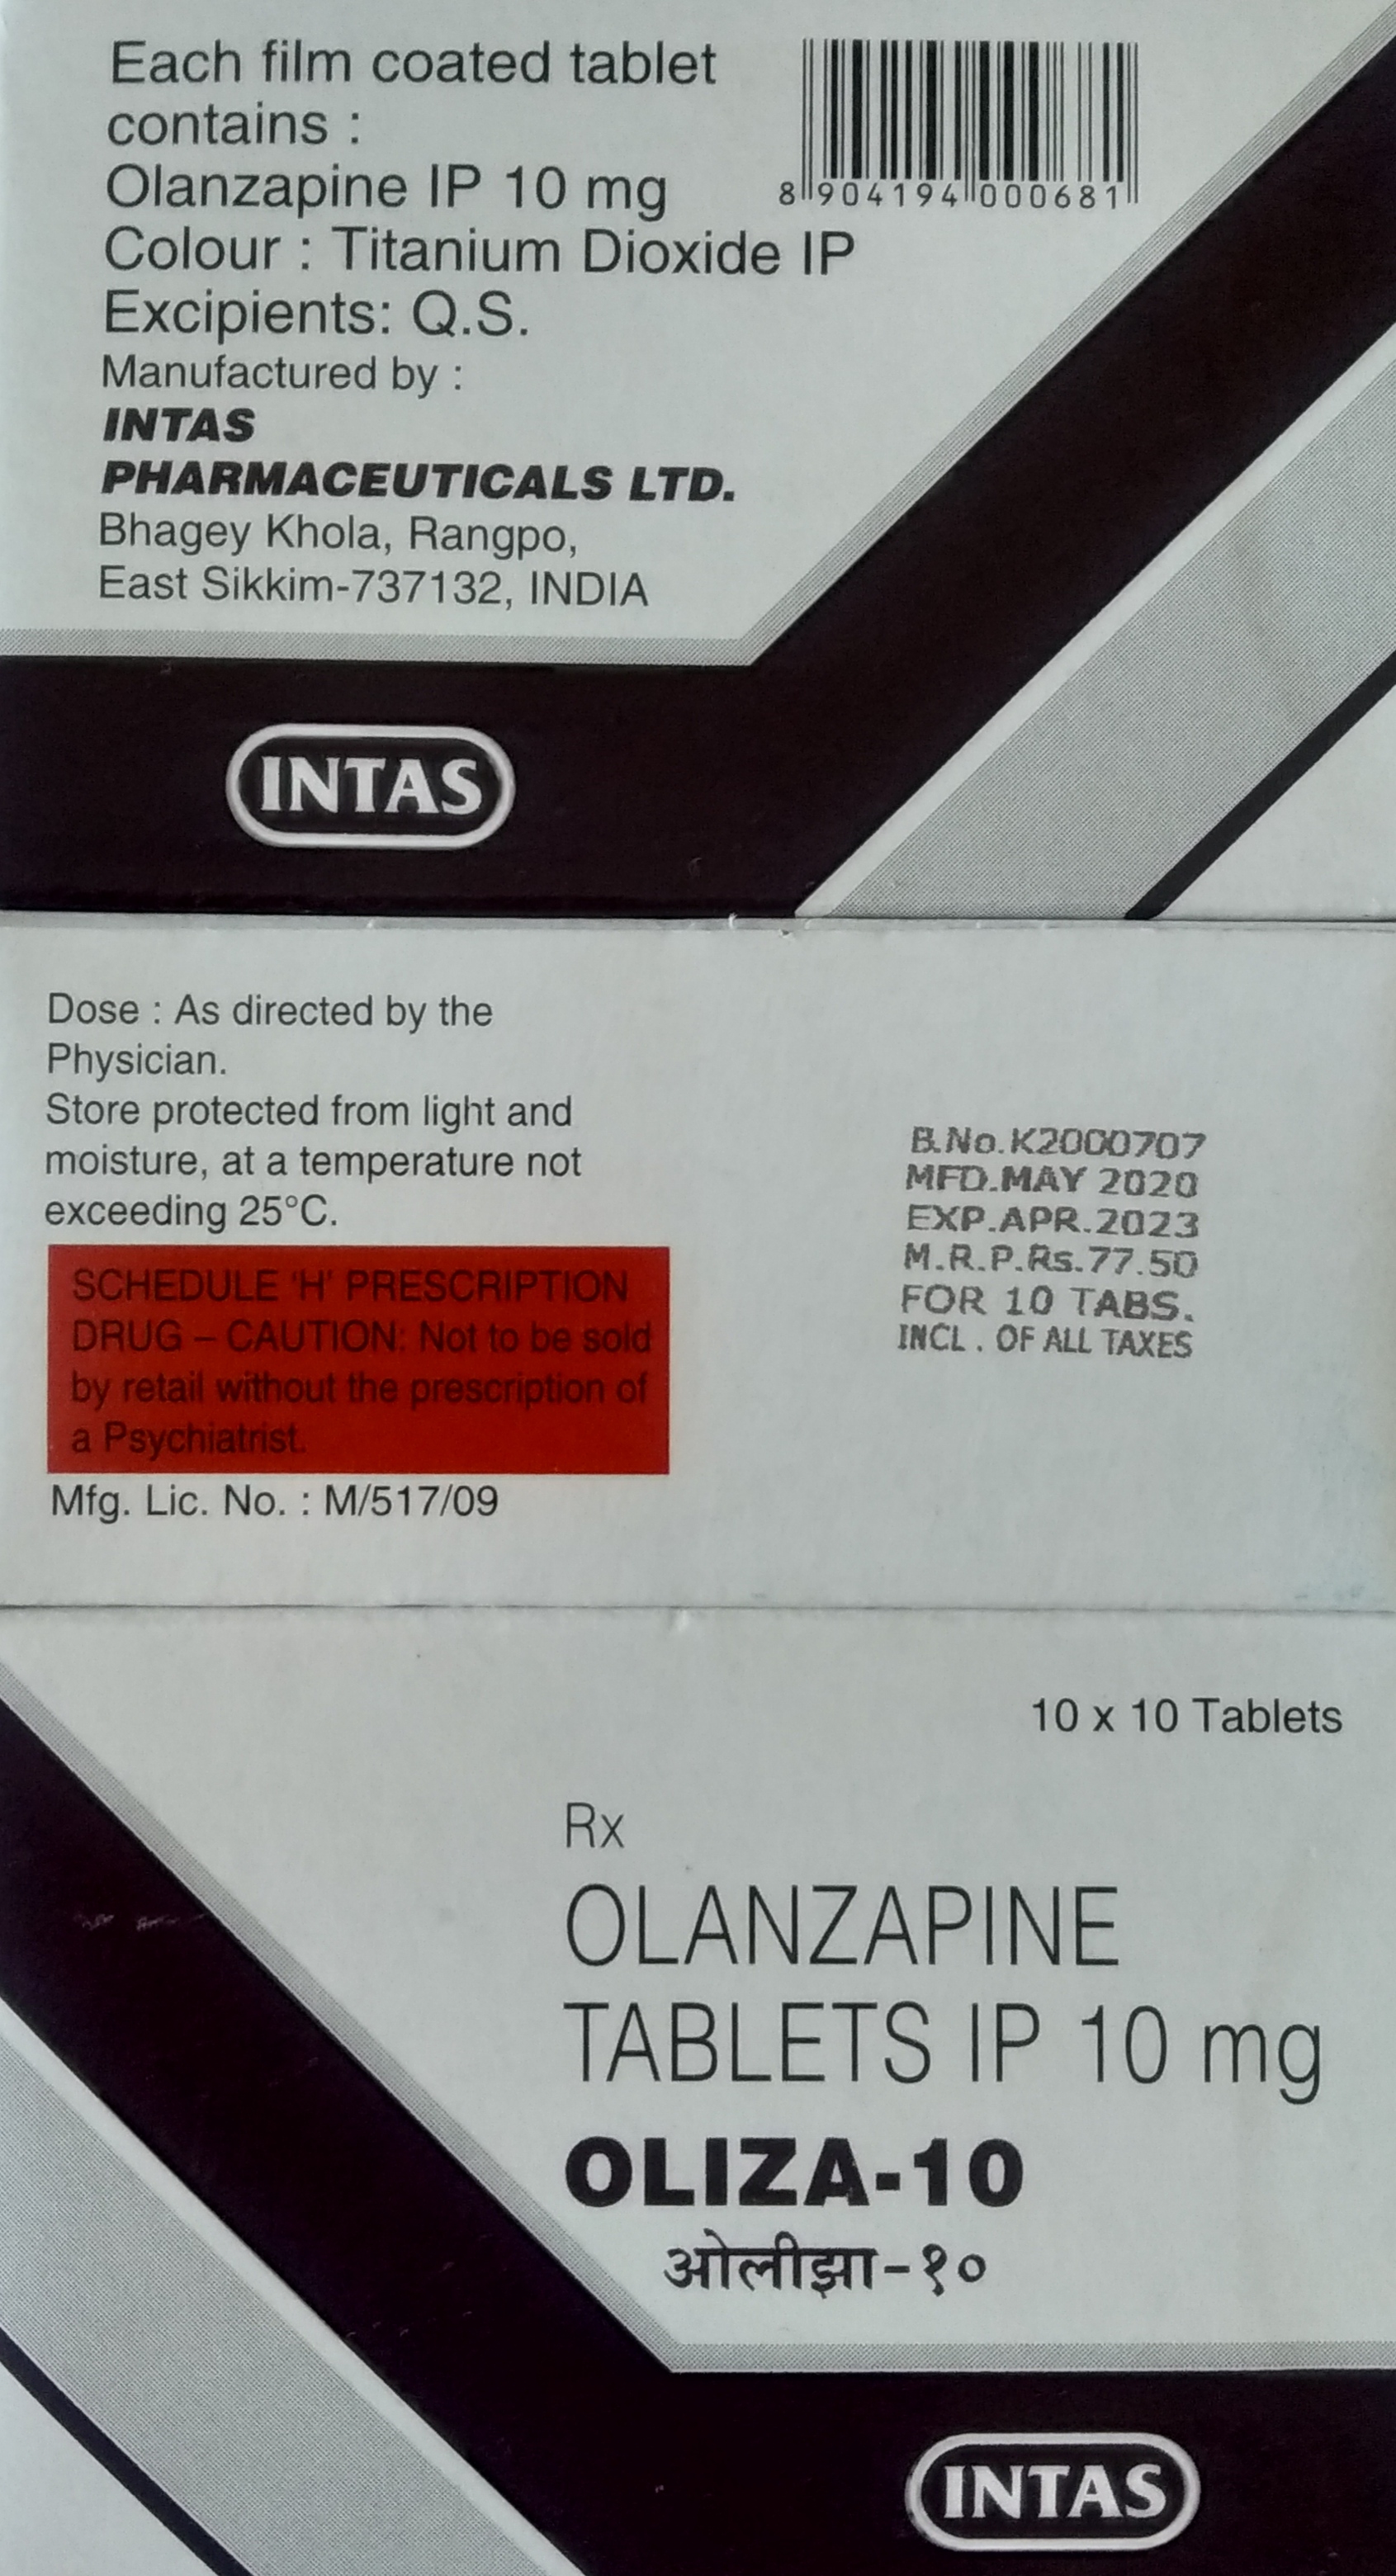 Each film coated tablet
contains :
Olanzapine IP 10 mg
8 904194 000681
Colour : Titanium Dioxide IP
Excipients: Q.S.
Manufactured by :
INTAS
PHARMACEUTICALS LTD.
Bhagey Khola, Rangpo,
East Sikkim-737132, INDIA
INTAS
Dose : As directed by the
Physician.
Store protected from light and
moisture, at a temperature not
exceeding 25°C.
SCHEDULE 'H' PRESCRIPTION
DRUG – CAUTION: Not to be sold
by retail without the prescription of
a Psychiatrist.
Mfg. Lic. No. : M/517/09
B.No.K2000707
MFD.MAY 2020
EXP.APR.2023
M.R.P.Rs.77.50
FOR 10 TABS.
INCL. OF ALL TAXES
10 x 10 Tablets
Rx
OLANZAPINE
TABLETS IP 10 mg
OLIZA-10
ओलीझा-१०
INTAS